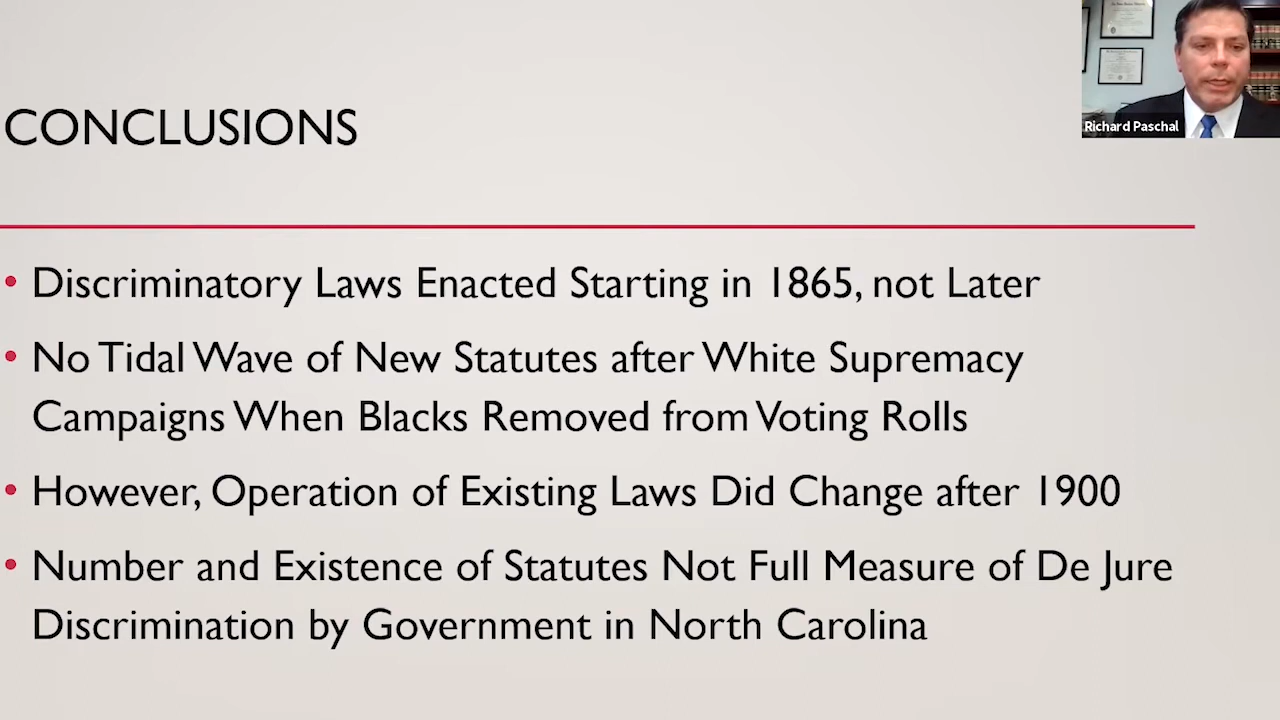 CONCLUSIONS
Richard Paschal
• Discriminatory Laws Enacted Starting in 1865, not Later
• No Tidal Wave of New Statutes after White Supremacy
Campaigns When Blacks Removed from Voting Rolls
• However, Operation of Existing Laws Did Change after 1900
• Number and Existence of Statutes Not Full Measure of De Jure
Discrimination by Government in North Carolina